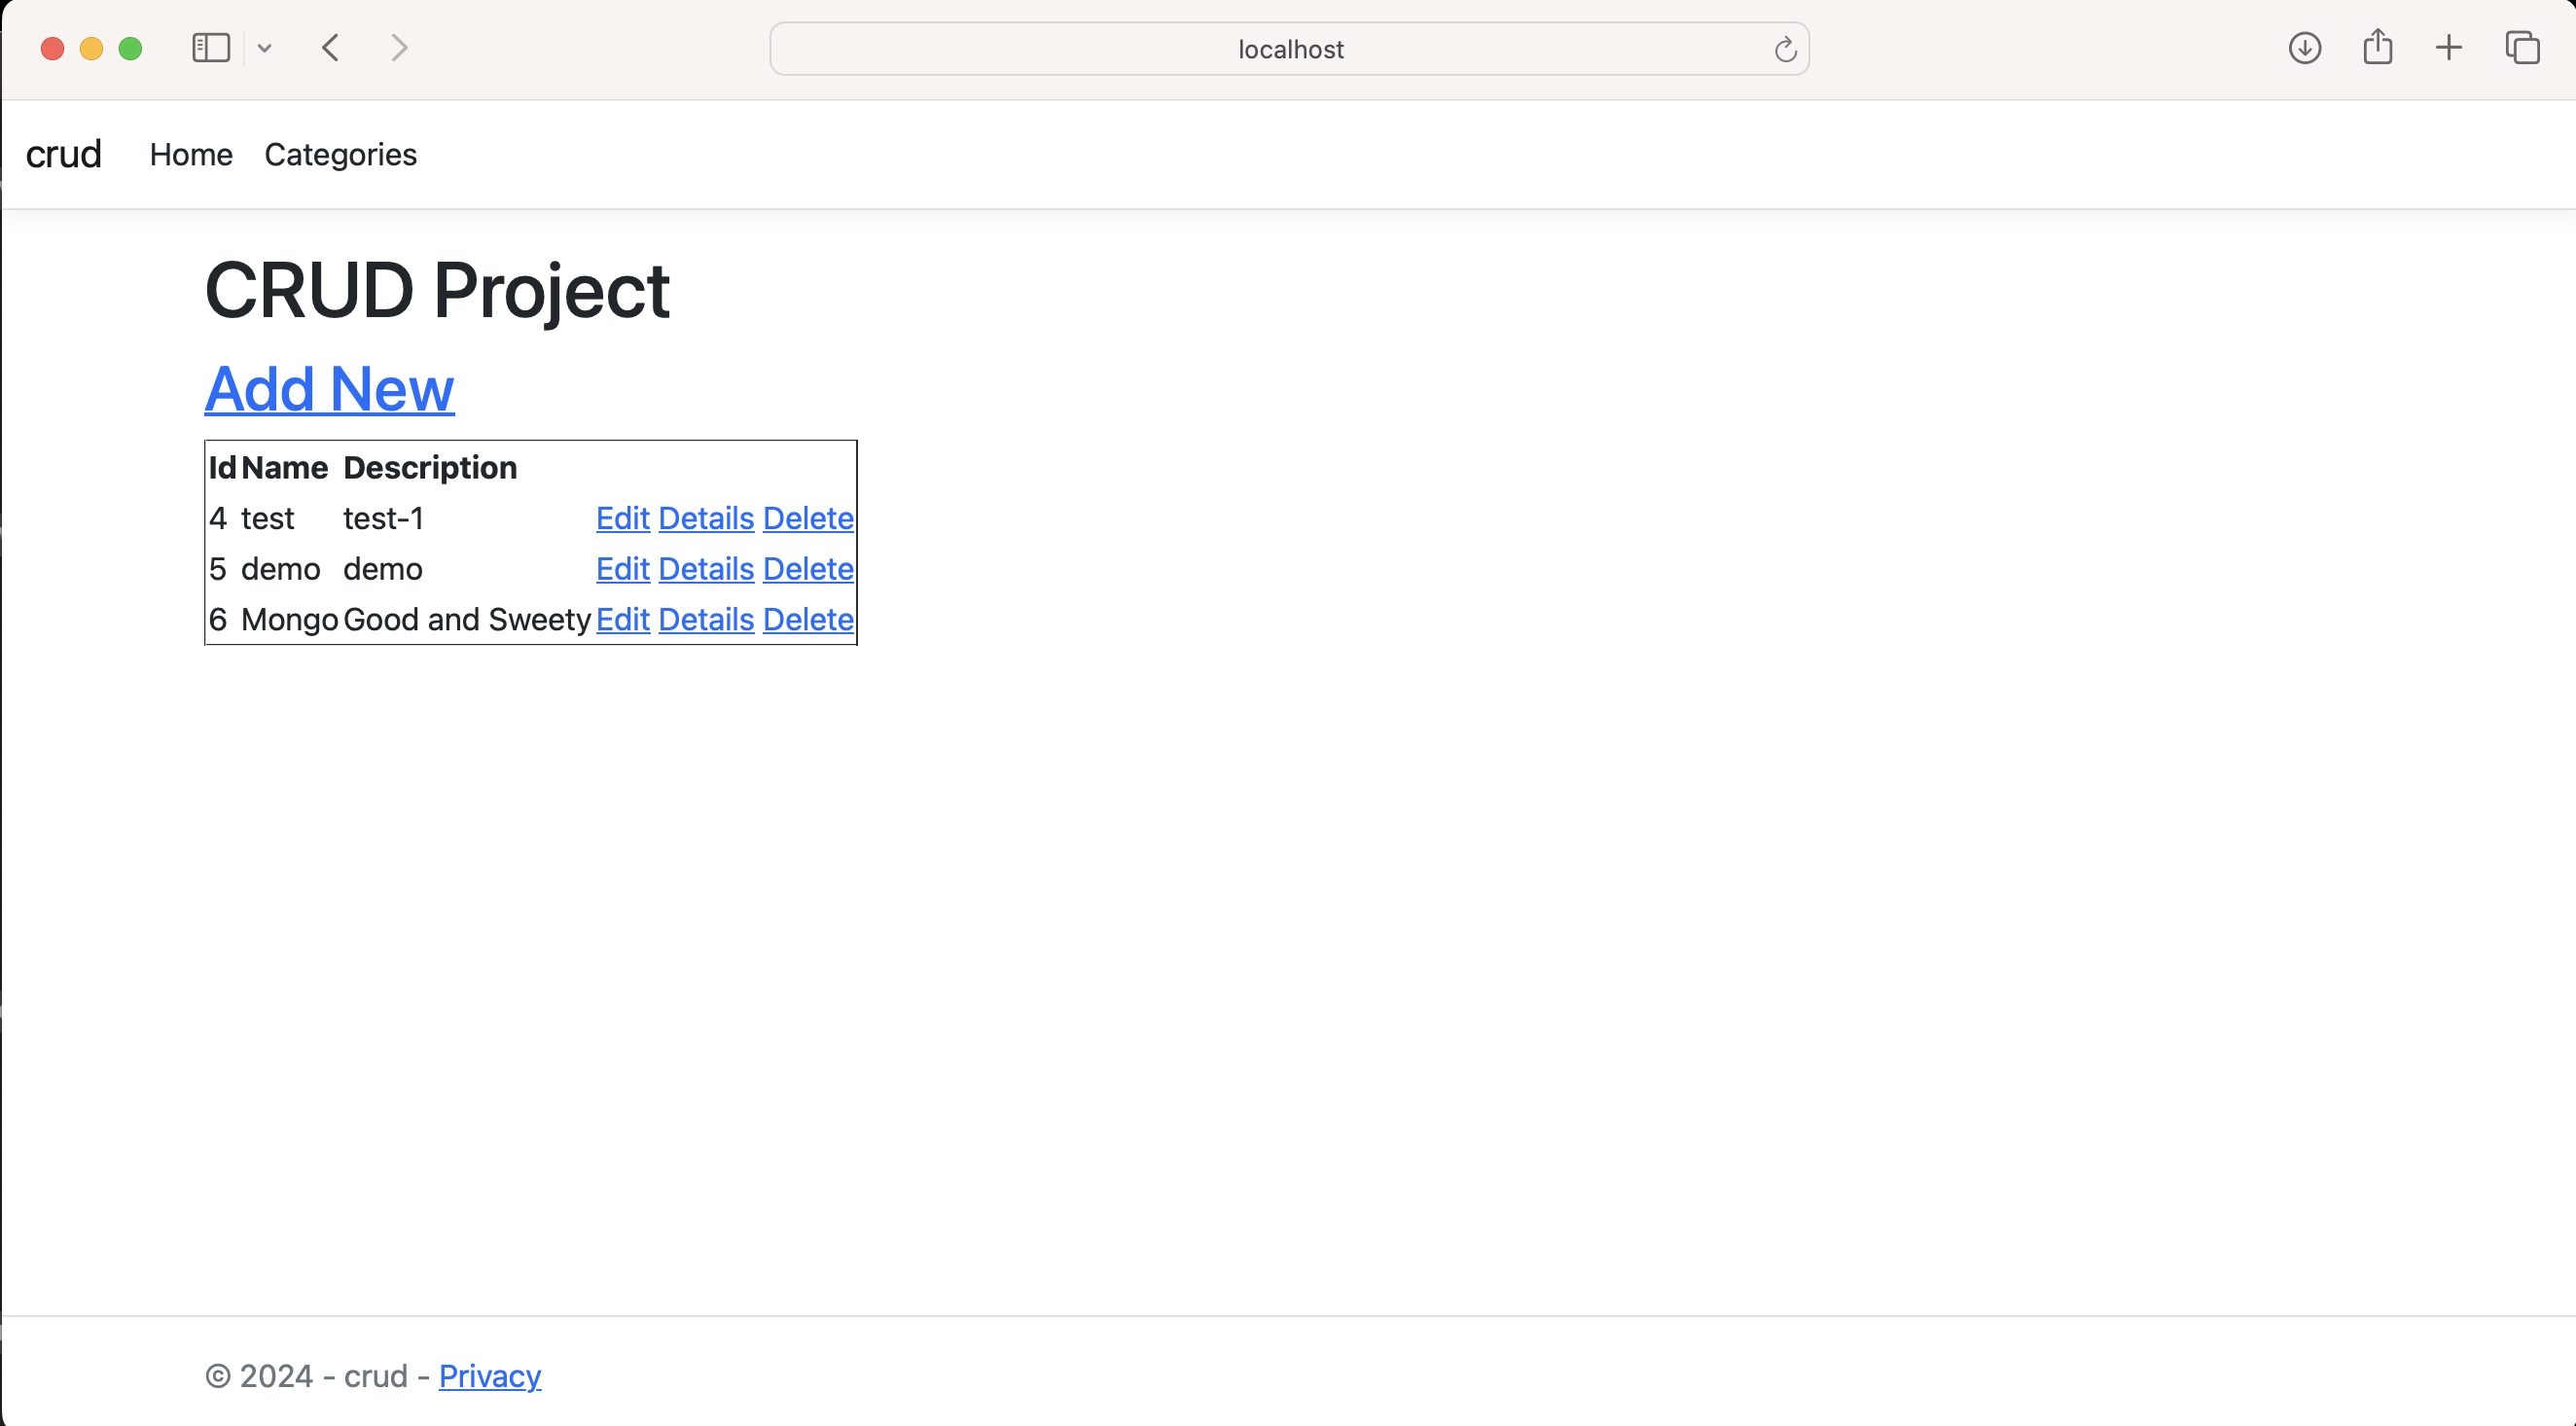 localhost
crud Home Categories
CRUD Project
Add New
Id Name Description
4 test test-1 Edit Details Delete
5 demo demo Edit Details Delete
6 Mongo Good and Sweety Edit Details Delete
© 2024 - crud - Privacy